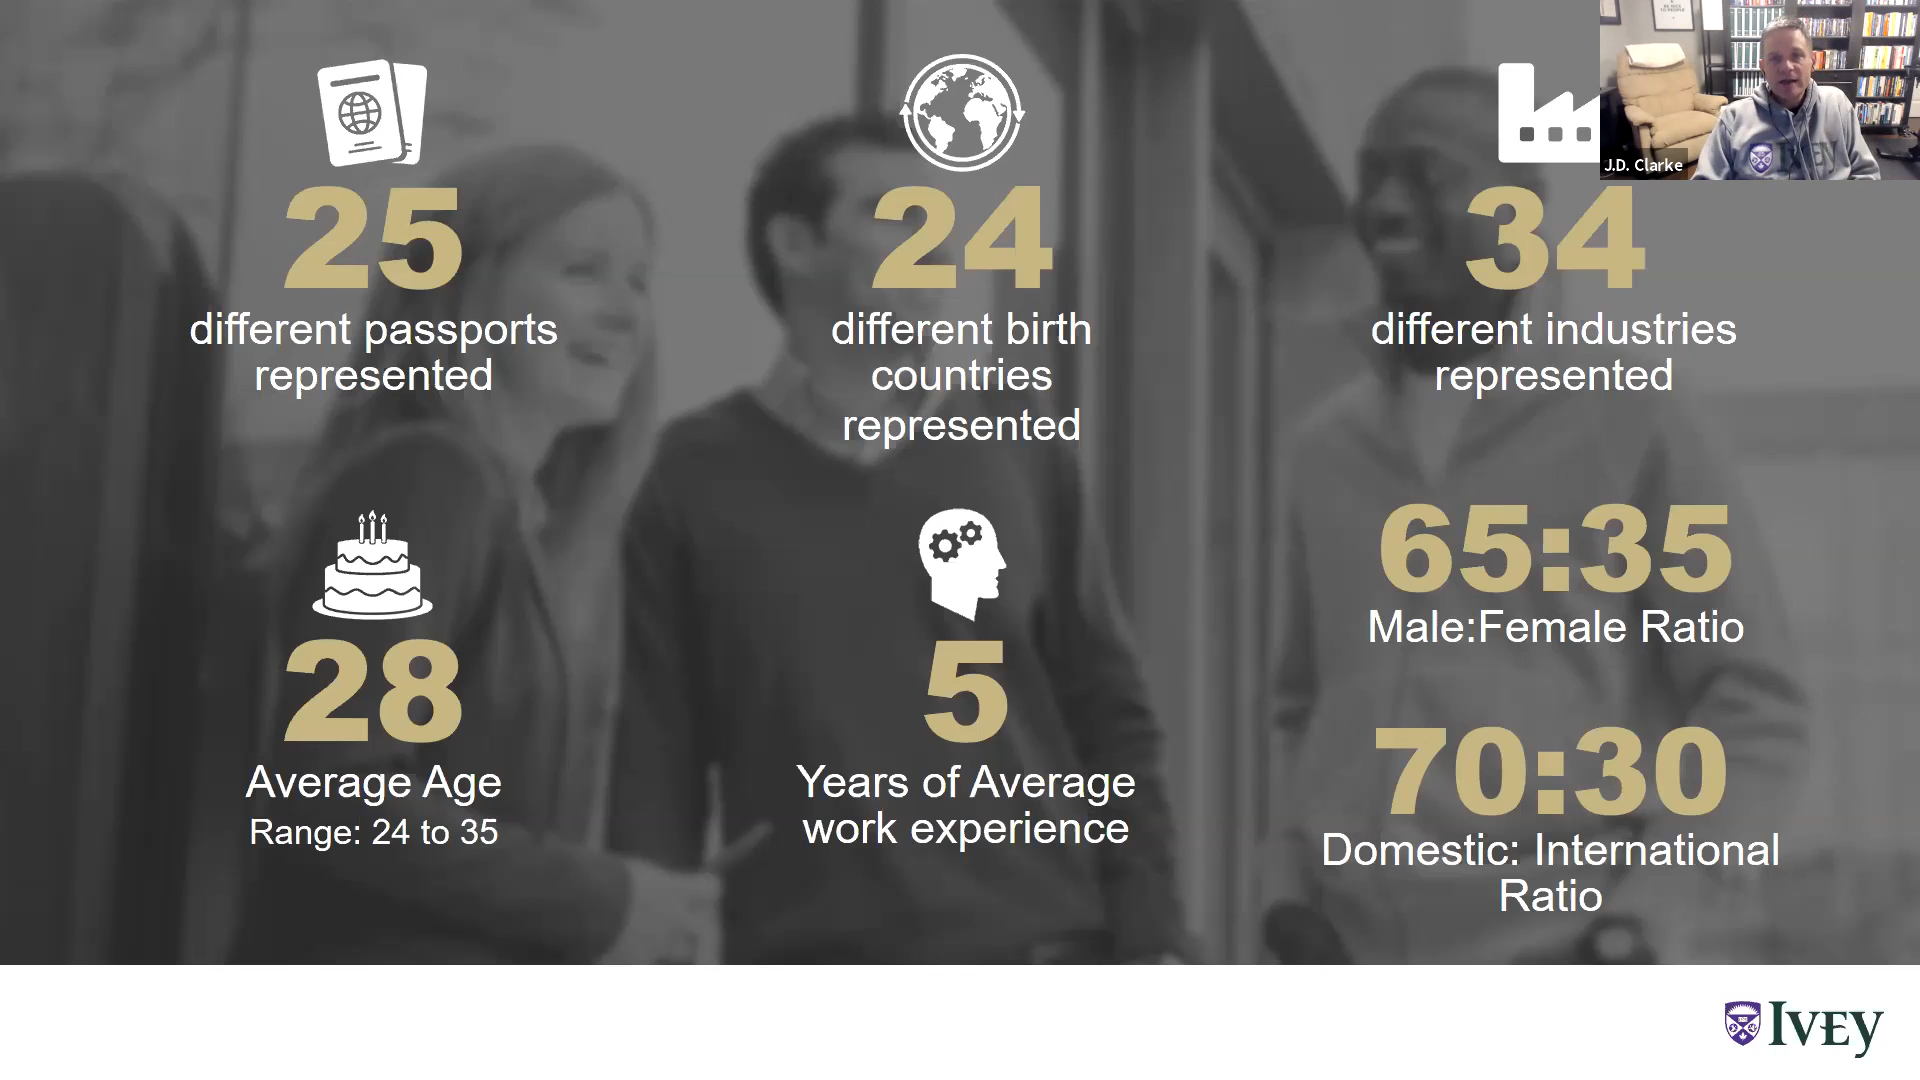 25
different passports
represented
24
different birth
countries
represented
34
different industries
represented
J.D. Clarke
IVEY
28
Average Age
Range: 24 to 35
5
Years of Average
work experience
65:35
Male:Female Ratio
70:30
Domestic: International
Ratio
IVEY